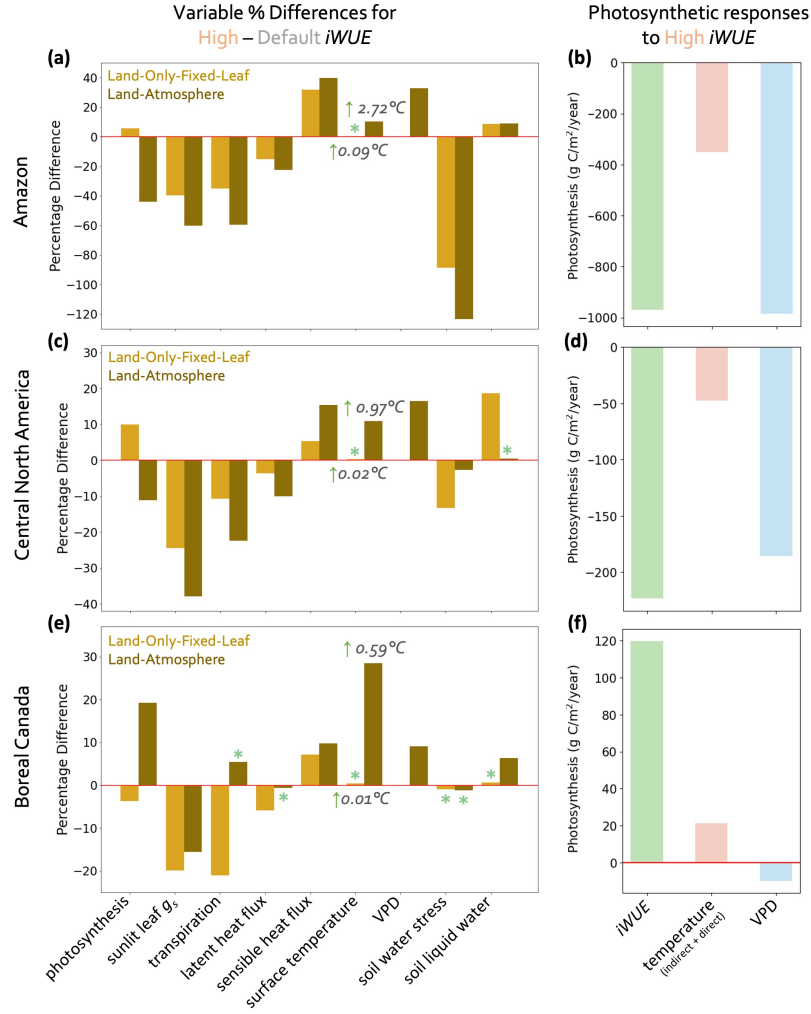 Variable % Differences for
High – Default iWUE
Photosynthetic responses
to High iWUE
Amazon
(a)
Land-Only-Fixed-Leaf
Land-Atmosphere
Percentage Difference
40
20
0
−20
−40
−60
−80
−100
−120
↑ 2.72°C
*
↑0.09°C
(b)
Photosynthesis (g C/m²/year)
0
−200
−400
−600
−800
−1000
Central North America
(c)
Land-Only-Fixed-Leaf
Land-Atmosphere
Percentage Difference
30
20
10
0
−10
−20
−30
−40
↑ 0.97°C
*
*
↑0.02°C
(d)
Photosynthesis (g C/m²/year)
0
−50
−100
−150
−200
Boreal Canada
(e)
Land-Only-Fixed-Leaf
Land-Atmosphere
Percentage Difference
30
20
10
0
−10
−20
↑ 0.59°C
*
*
*
*
↑0.01°C
* *
photosynthesis
sunlit leaf gs
transpiration
latent heat flux
sensible heat flux
surface temperature
VPD
soil water stress
soil liquid water
(f)
Photosynthesis (g C/m²/year)
120
100
80
60
40
20
0
iWUE
temperature
(indirect + direct)
VPD